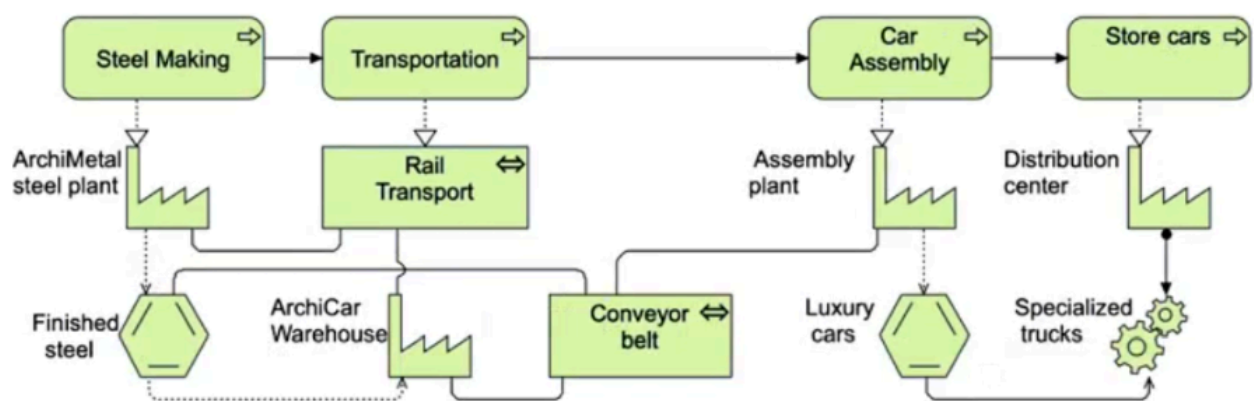 Steel Making
Transportation
Car
Assembly
Store cars
ArchiMetal
steel plant
Rail
Transport
Assembly
plant
Distribution
center
Finished
steel
ArchiCar
Warehouse
Conveyor
belt
Luxury
cars
Specialized
trucks